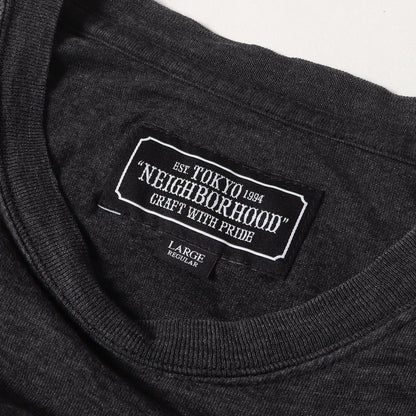 EST. TOKYO 1994
"NEIGHBORHOOD"
CRAFT WITH PRIDE
LARGE
REGULAR